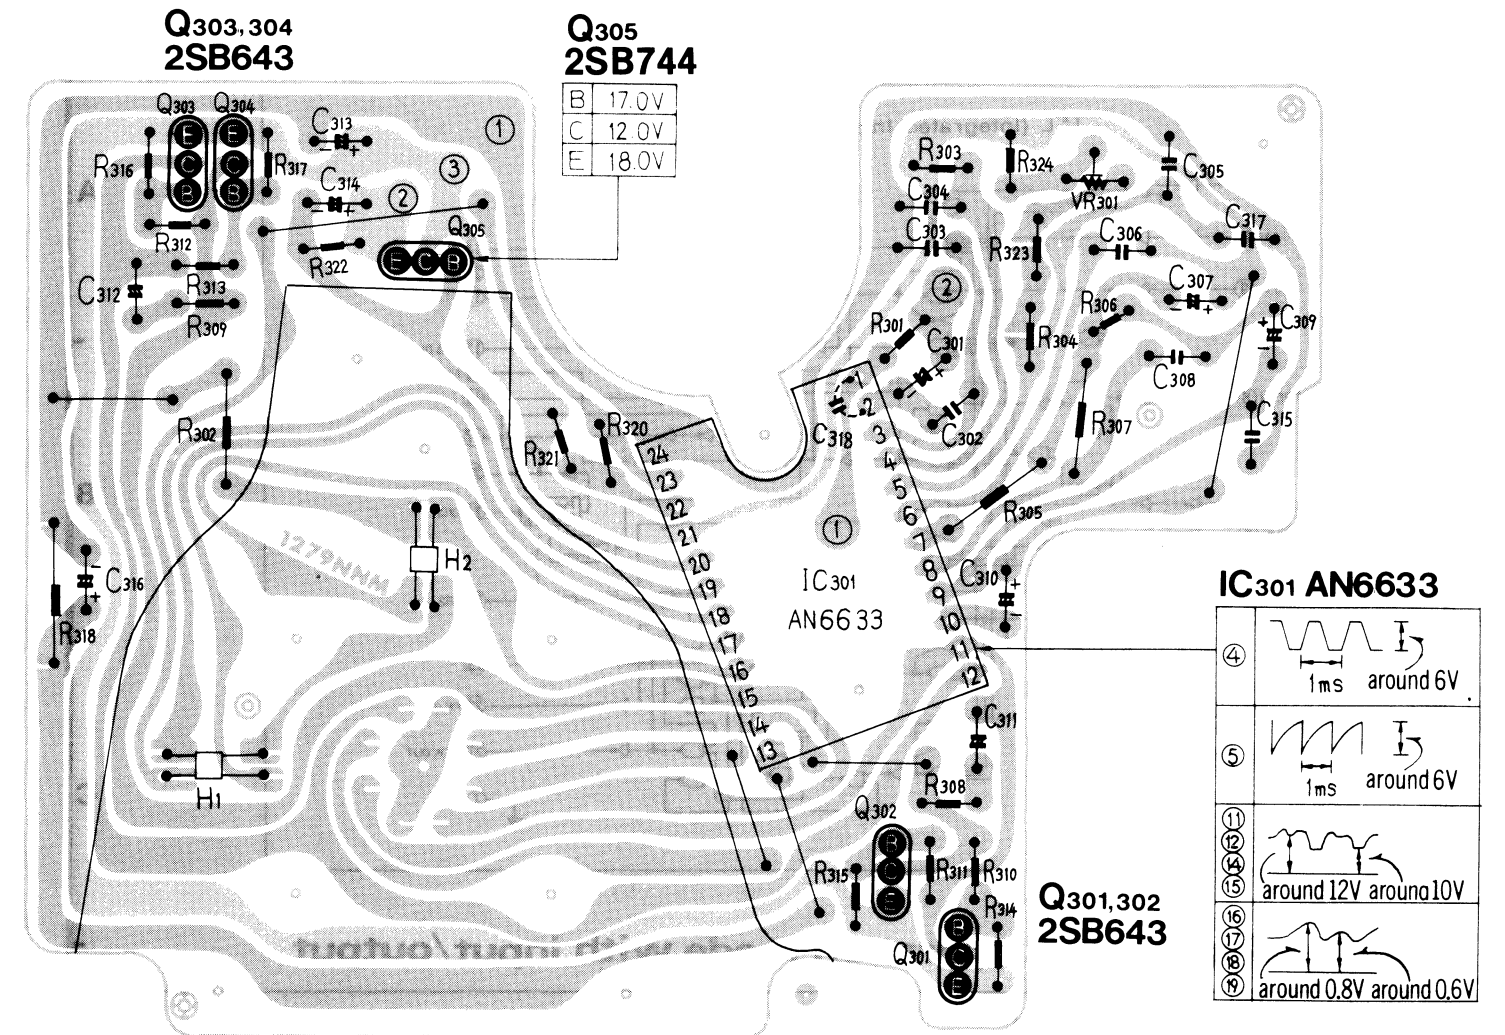 Q303, 304
2SB643
Q305
2SB744
B 17.0V
C 12.0V
E 18.0V
Q303
Q304
E
C
B
E
C
B
R316
R317
C313
- +
C314
- +
①
③
②
R312
R322
Q305
E C B
C312
R313
R309
R302
R321
R320
A
B
1279NNM
H2
C316
-
+
R318
H1
R303
R324
VR301
C305
C304
C303
R323
C306
C317
②
R301
C301
- +
R304
R306
C307
- +
C309
+
-
C308
C302
R307
C315
C318
R305
①
1
2
3
4
5
6
7
8
9
10
11
12
24
23
22
21
20
19
18
17
16
15
14
13
IC301
AN6633
C310
+
-
C311
R308
Q302
B
C
E
R315
R311
R310
R314
Q301
B
C
E
Q301,302
2SB643
IC301 AN6633
④
1ms around 6V
⑤
1ms around 6V
⑪
⑫
⑭
⑮
around 12V around 10V
⑯
⑰
⑱
⑲
around 0.8V around 0.6V
with input/output